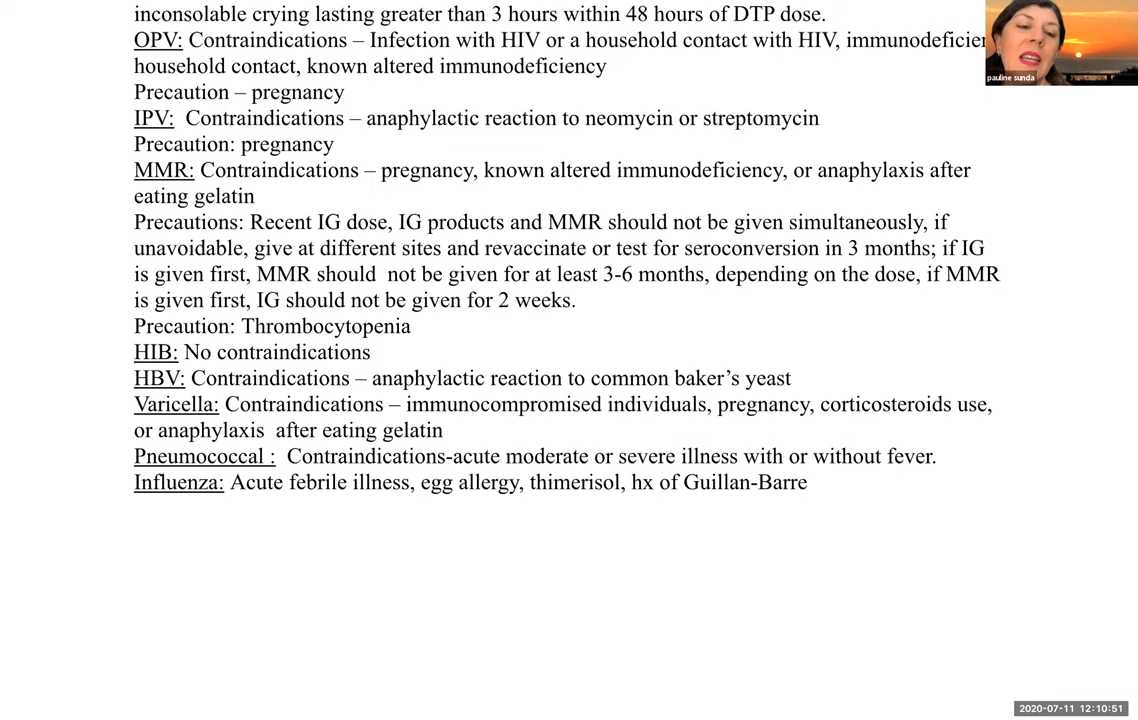 inconsolable crying lasting greater than 3 hours within 48 hours of DTP dose.
OPV: Contraindications – Infection with HIV or a household contact with HIV,
household contact, known altered immunodeficiency
Precaution – pregnancy
IPV:  Contraindications – anaphylactic reaction to neomycin or streptomycin
Precaution: pregnancy
MMR: Contraindications – pregnancy, known altered immunodeficiency, or anaphylaxis after
eating gelatin
Precautions: Recent IG dose, IG products and MMR should not be given simultaneously, if
unavoidable, give at different sites and revaccinate or test for seroconversion in 3 months; if IG
is given first, MMR should  not be given for at least 3-6 months, depending on the dose, if MMR
is given first, IG should not be given for 2 weeks.
Precaution: Thrombocytopenia
HIB: No contraindications
HBV: Contraindications – anaphylactic reaction to common baker’s yeast
Varicella: Contraindications – immunocompromised individuals, pregnancy, corticosteroids use,
or anaphylaxis  after eating gelatin
Pneumococcal :  Contraindications-acute moderate or severe illness with or without fever.
Influenza: Acute febrile illness, egg allergy, thimerisol, hx of Guillan-Barre
pauline sunda
2020-07-11 12:10:51